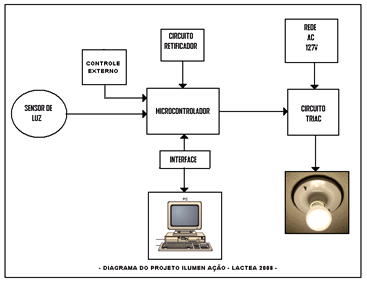 CIRCUITO
RETIFICADOR
REDE
AC
127V
CONTROLE
EXTERNO
SENSOR DE
LUZ
MICROCONTROLADOR
CIRCUITO
TRIAC
INTERFACE
PC
- DIAGRAMA DO PROJETO ILUMEN AÇÃO - LACTEA 2008 -